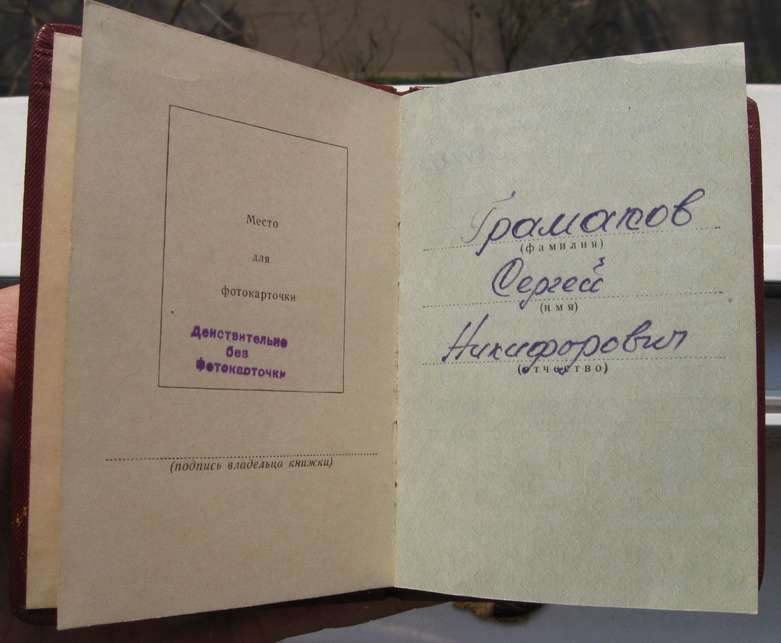 Место
для
фотокарточки
Действительно
без
Фотокарточки
(подпись владельца книжки)
Грамаков
(фамилия)
Сергей
(имя)
Никифорович
(отчество)